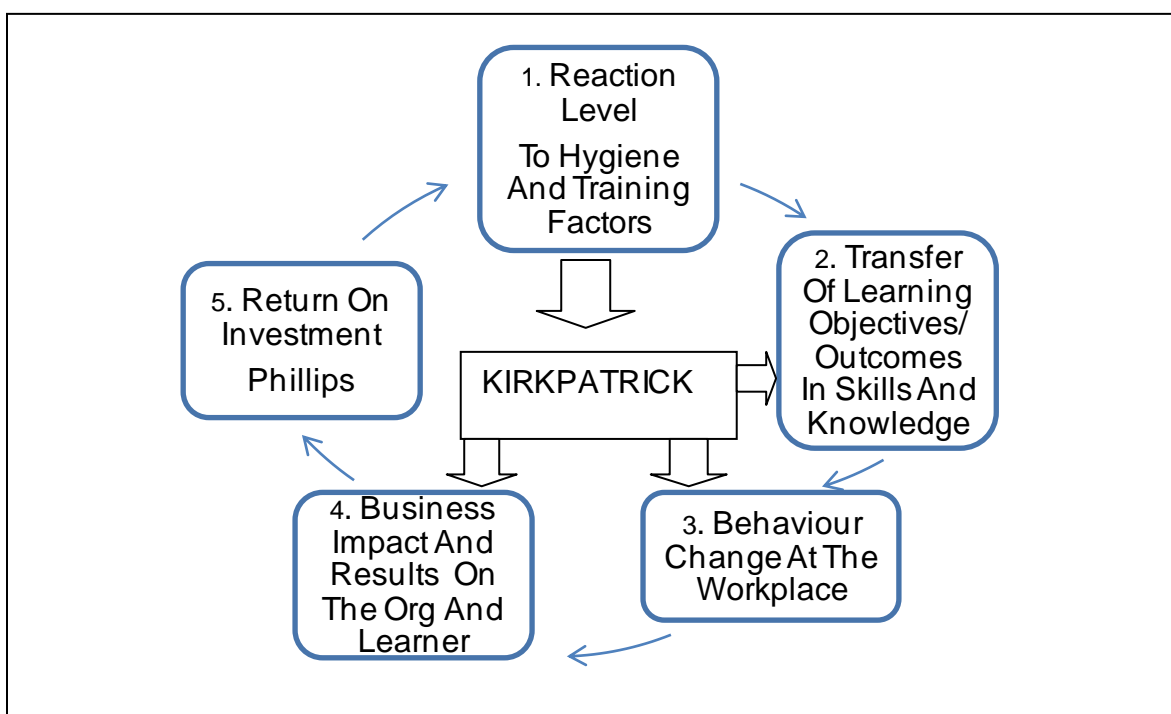 1. Reaction
Level
To Hygiene
And Training
Factors
2. Transfer
Of Learning
Objectives/
Outcomes
In Skills And
Knowledge
3. Behaviour
Change At The
Workplace
4. Business
Impact And
Results On
The Org And
Learner
5. Return On
Investment
Phillips
KIRKPATRICK